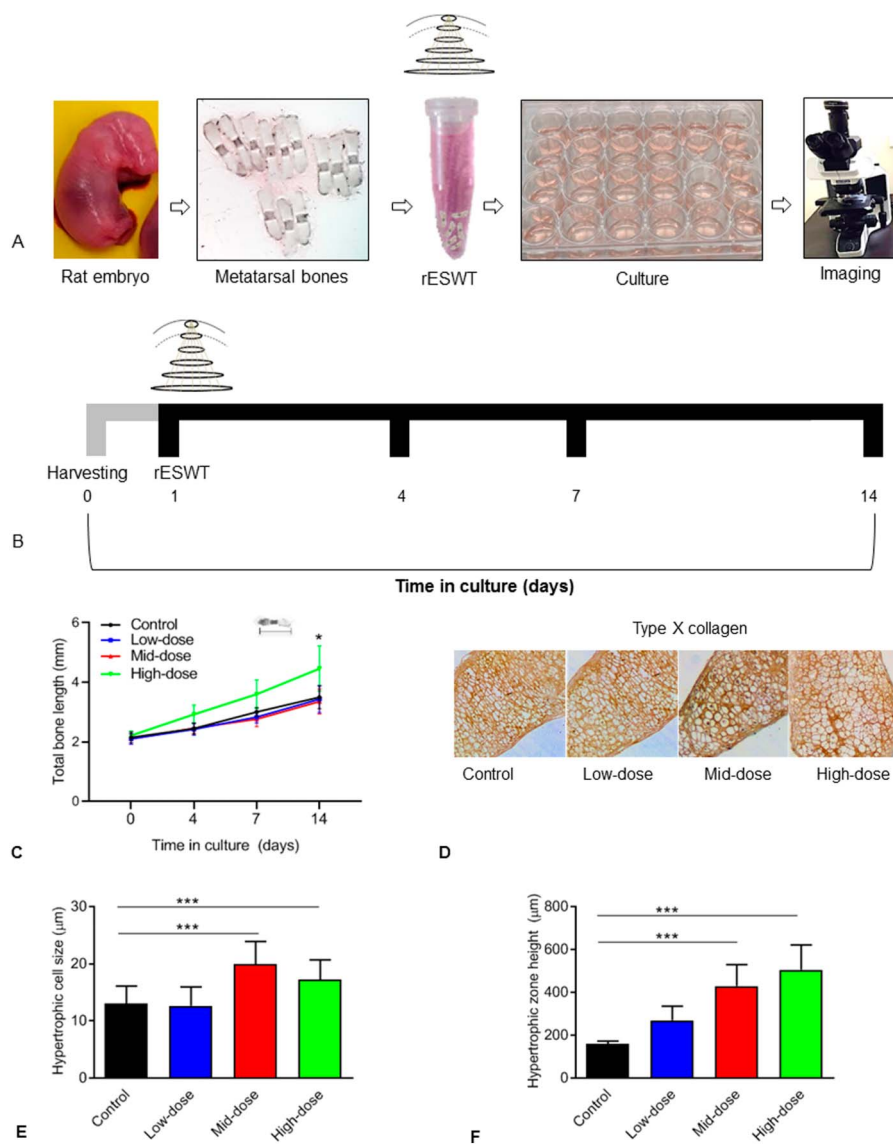 A
Rat embryo
Metatarsal bones
rESWT
Culture
Imaging
Harvesting
rESWT
0
1
4
7
14
B
Time in culture (days)
Control
Low-dose
Mid-dose
High-dose
*
Total bone length (mm)
6
4
2
0
0
4
7
14
Time in culture (days)
C
Type X collagen
Control
Low-dose
Mid-dose
High-dose
D
Hypertrophic cell size (μm)
30
20
10
0
***
***
Control
Low-dose
Mid-dose
High-dose
E
Hypertrophic zone height (μm)
800
600
400
200
0
***
***
Control
Low-dose
Mid-dose
High-dose
F